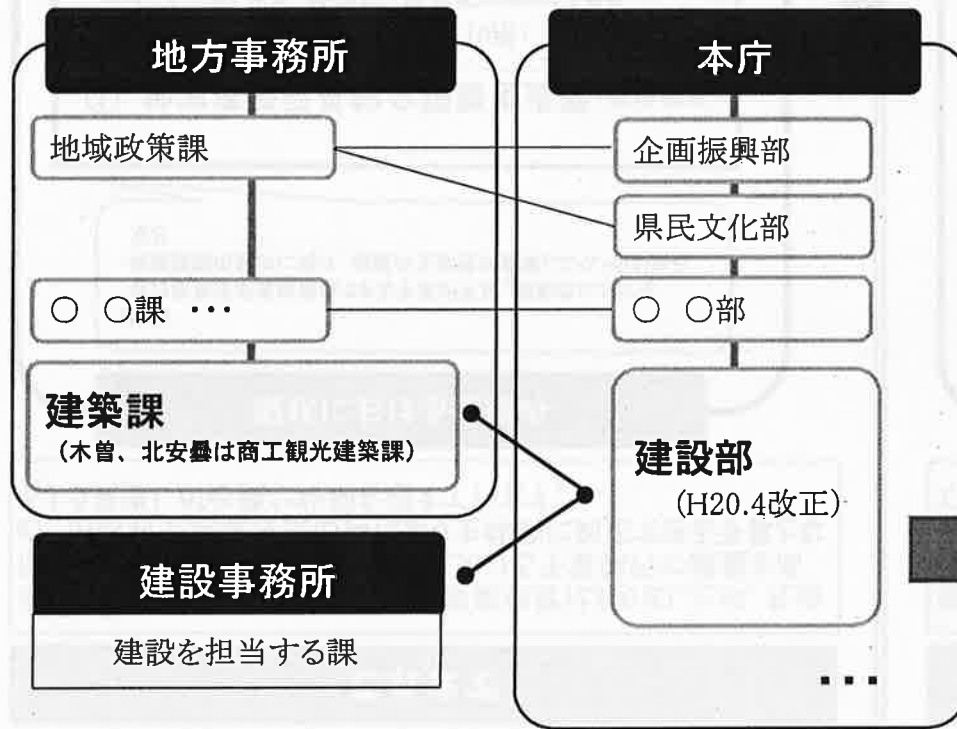 地方事務所
地域政策課
○ ○課 ･･･
建築課
(木曽、北安曇は商工観光建築課)
建設事務所
建設を担当する課
本庁
企画振興部
県民文化部
○ ○部
建設部
(H20.4改正)
･･･